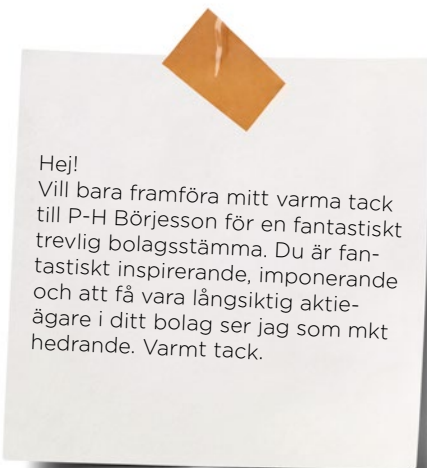 Hej!
Vill bara framföra mitt varma tack
till P-H Börjesson för en fantastiskt
trevlig bolagsstämma. Du är fan-
tastiskt inspirerande, imponerande
och att få vara långsiktig aktie-
ägare i ditt bolag ser jag som mkt
hedrande. Varmt tack.